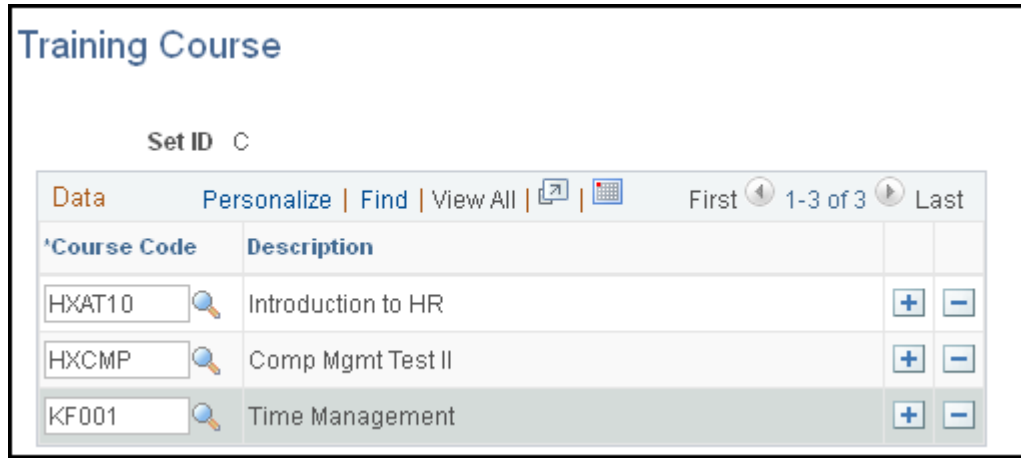 Training Course
Set ID C
Data Personalize | Find | View All | | First 1-3 of 3 Last
*Course Code Description
HXAT10 Introduction to HR
HXCMP Comp Mgmt Test II
KF001 Time Management